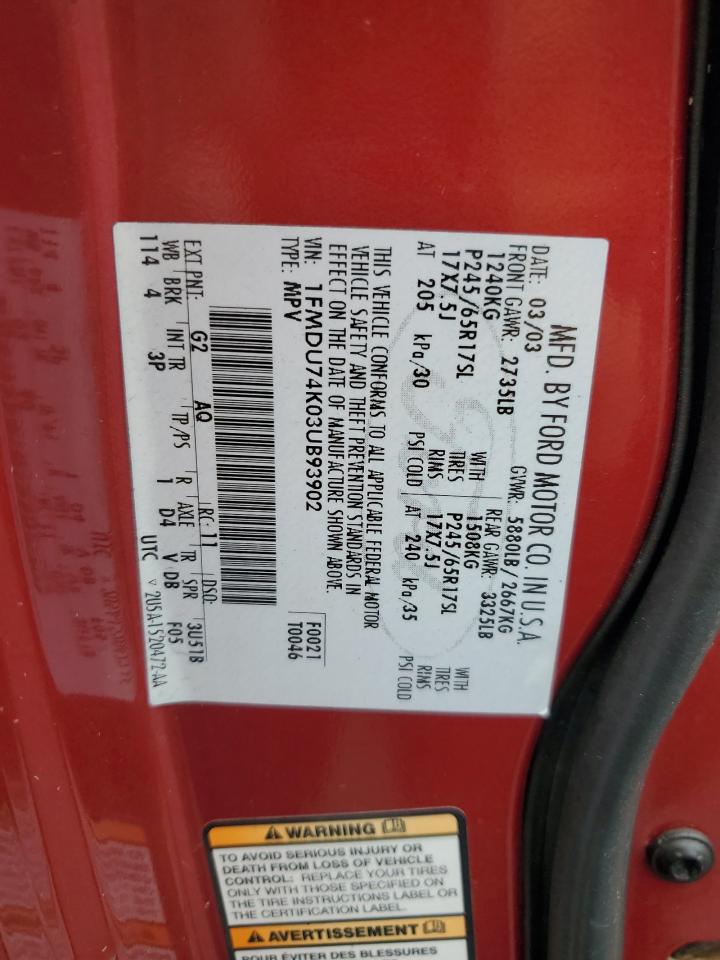 MFD. BY FORD MOTOR CO. IN U.S.A.
DATE: 03/03 GVWR: 5880LB/2667KG
FRONT GAWR: 2735LB REAR GAWR: 3325LB
1240KG WITH 1508KG WITH
P245/65R17SL TIRES P245/65R17SL TIRES
17X7.5J RIMS 17X7.5J RIMS
AT 205 kPa/30 PSI COLD AT 240 kPa/35 PSI COLD
THIS VEHICLE CONFORMS TO ALL APPLICABLE FEDERAL MOTOR
VEHICLE SAFETY AND THEFT PREVENTION STANDARDS IN
EFFECT ON THE DATE OF MANUFACTURE SHOWN ABOVE.
VIN: 1FMDU74K03UB93902 F0021
TYPE: MPV T0046
EXT PNT: G2 AQ RC: 11 DSO:
WB BRK INT TR TP/PS R AXLE TR SPR 3U51B
114 4 3P 1 D4 V DB F05
UTC ▽ 2U5A-1520472-AA
WARNING
TO AVOID SERIOUS INJURY OR
DEATH FROM LOSS OF VEHICLE
CONTROL: REPLACE YOUR TIRES
ONLY WITH THOSE SPECIFIED ON
THE TIRE INSTRUCTIONS LABEL OR
THE CERTIFICATION LABEL.
AVERTISSEMENT
POUR ÉVITER DES BLESSURES